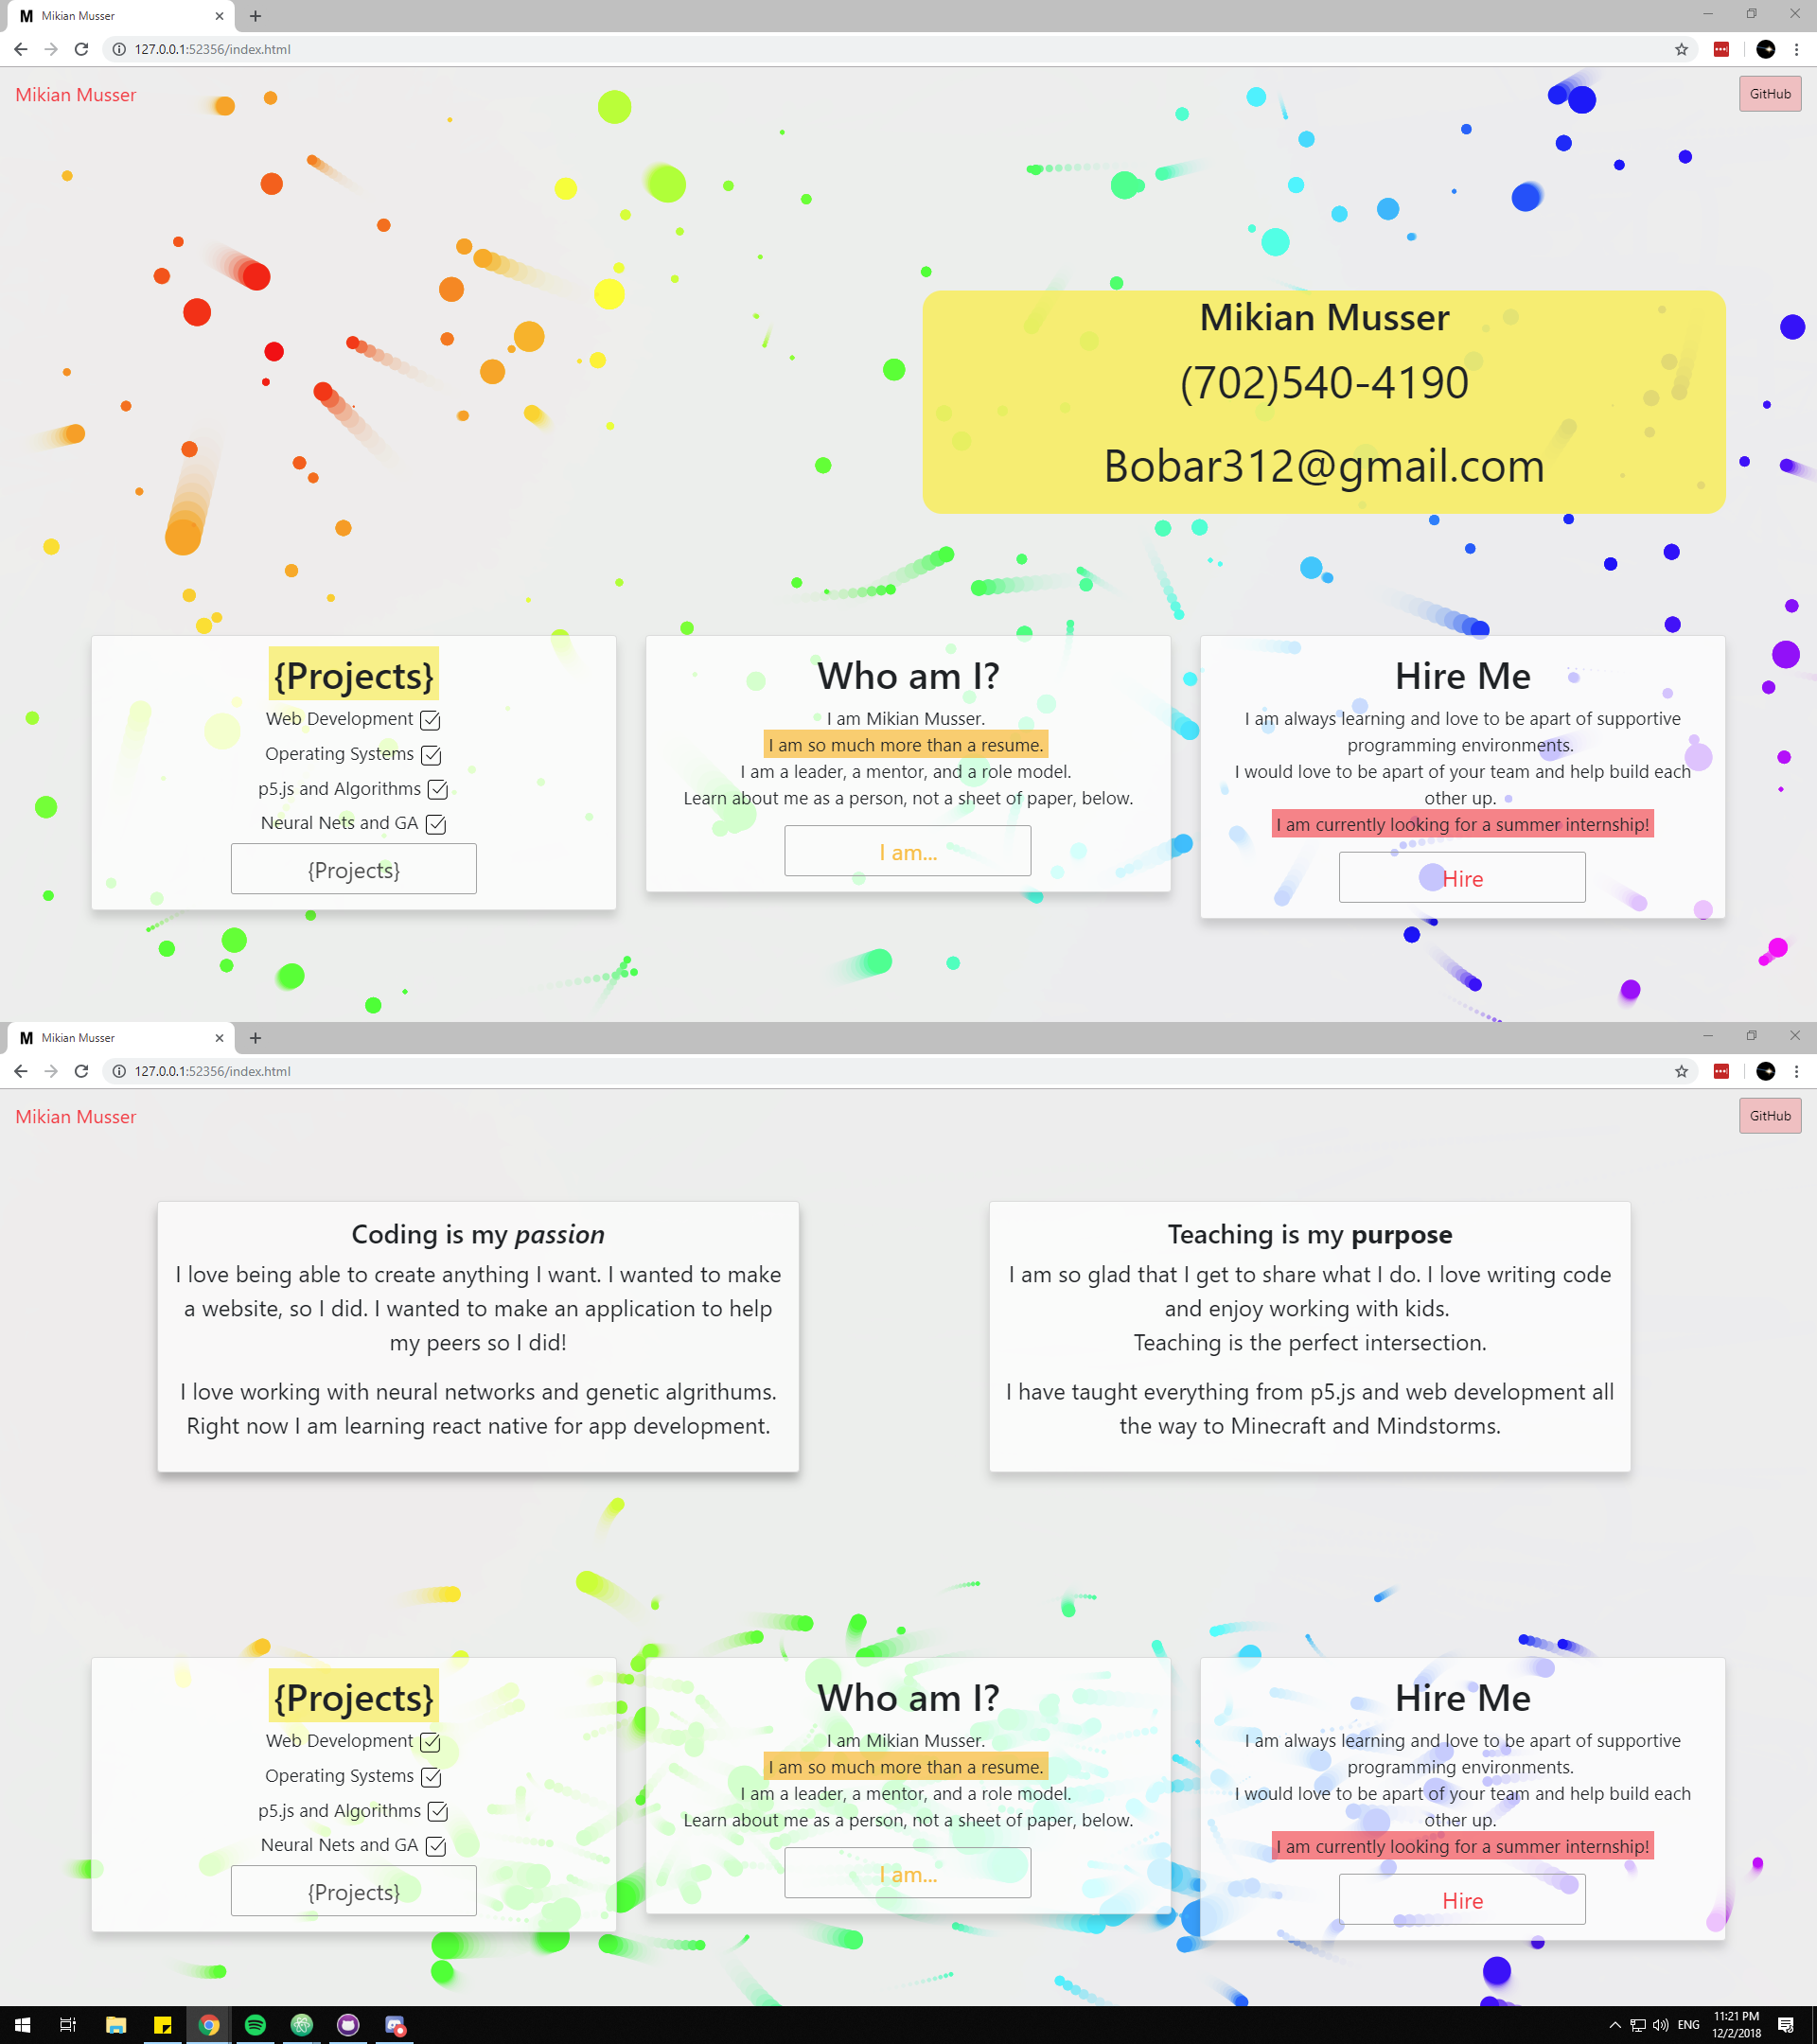 Mikian Musser
127.0.0.1:52356/index.html
Mikian Musser
GitHub
Mikian Musser
(702)540-4190
Bobar312@gmail.com
{Projects}
Web Development
Operating Systems
p5.js and Algorithms
Neural Nets and GA
{Projects}
Who am I?
I am Mikian Musser.
I am so much more than a resume.
I am a leader, a mentor, and a role model.
Learn about me as a person, not a sheet of paper, below.
I am...
Hire Me
I am always learning and love to be apart of supportive
programming environments.
I would love to be apart of your team and help build each
other up.
I am currently looking for a summer internship!
Hire
Mikian Musser
127.0.0.1:52356/index.html
Mikian Musser
GitHub
Coding is my passion
I love being able to create anything I want. I wanted to make
a website, so I did. I wanted to make an application to help
my peers so I did!
I love working with neural networks and genetic algrithums.
Right now I am learning react native for app development.
Teaching is my purpose
I am so glad that I get to share what I do. I love writing code
and enjoy working with kids.
Teaching is the perfect intersection.
I have taught everything from p5.js and web development all
the way to Minecraft and Mindstorms.
{Projects}
Web Development
Operating Systems
p5.js and Algorithms
Neural Nets and GA
{Projects}
Who am I?
I am Mikian Musser.
I am so much more than a resume.
I am a leader, a mentor, and a role model.
Learn about me as a person, not a sheet of paper, below.
I am...
Hire Me
I am always learning and love to be apart of supportive
programming environments.
I would love to be apart of your team and help build each
other up.
I am currently looking for a summer internship!
Hire
ENG
11:21 PM
12/2/2018